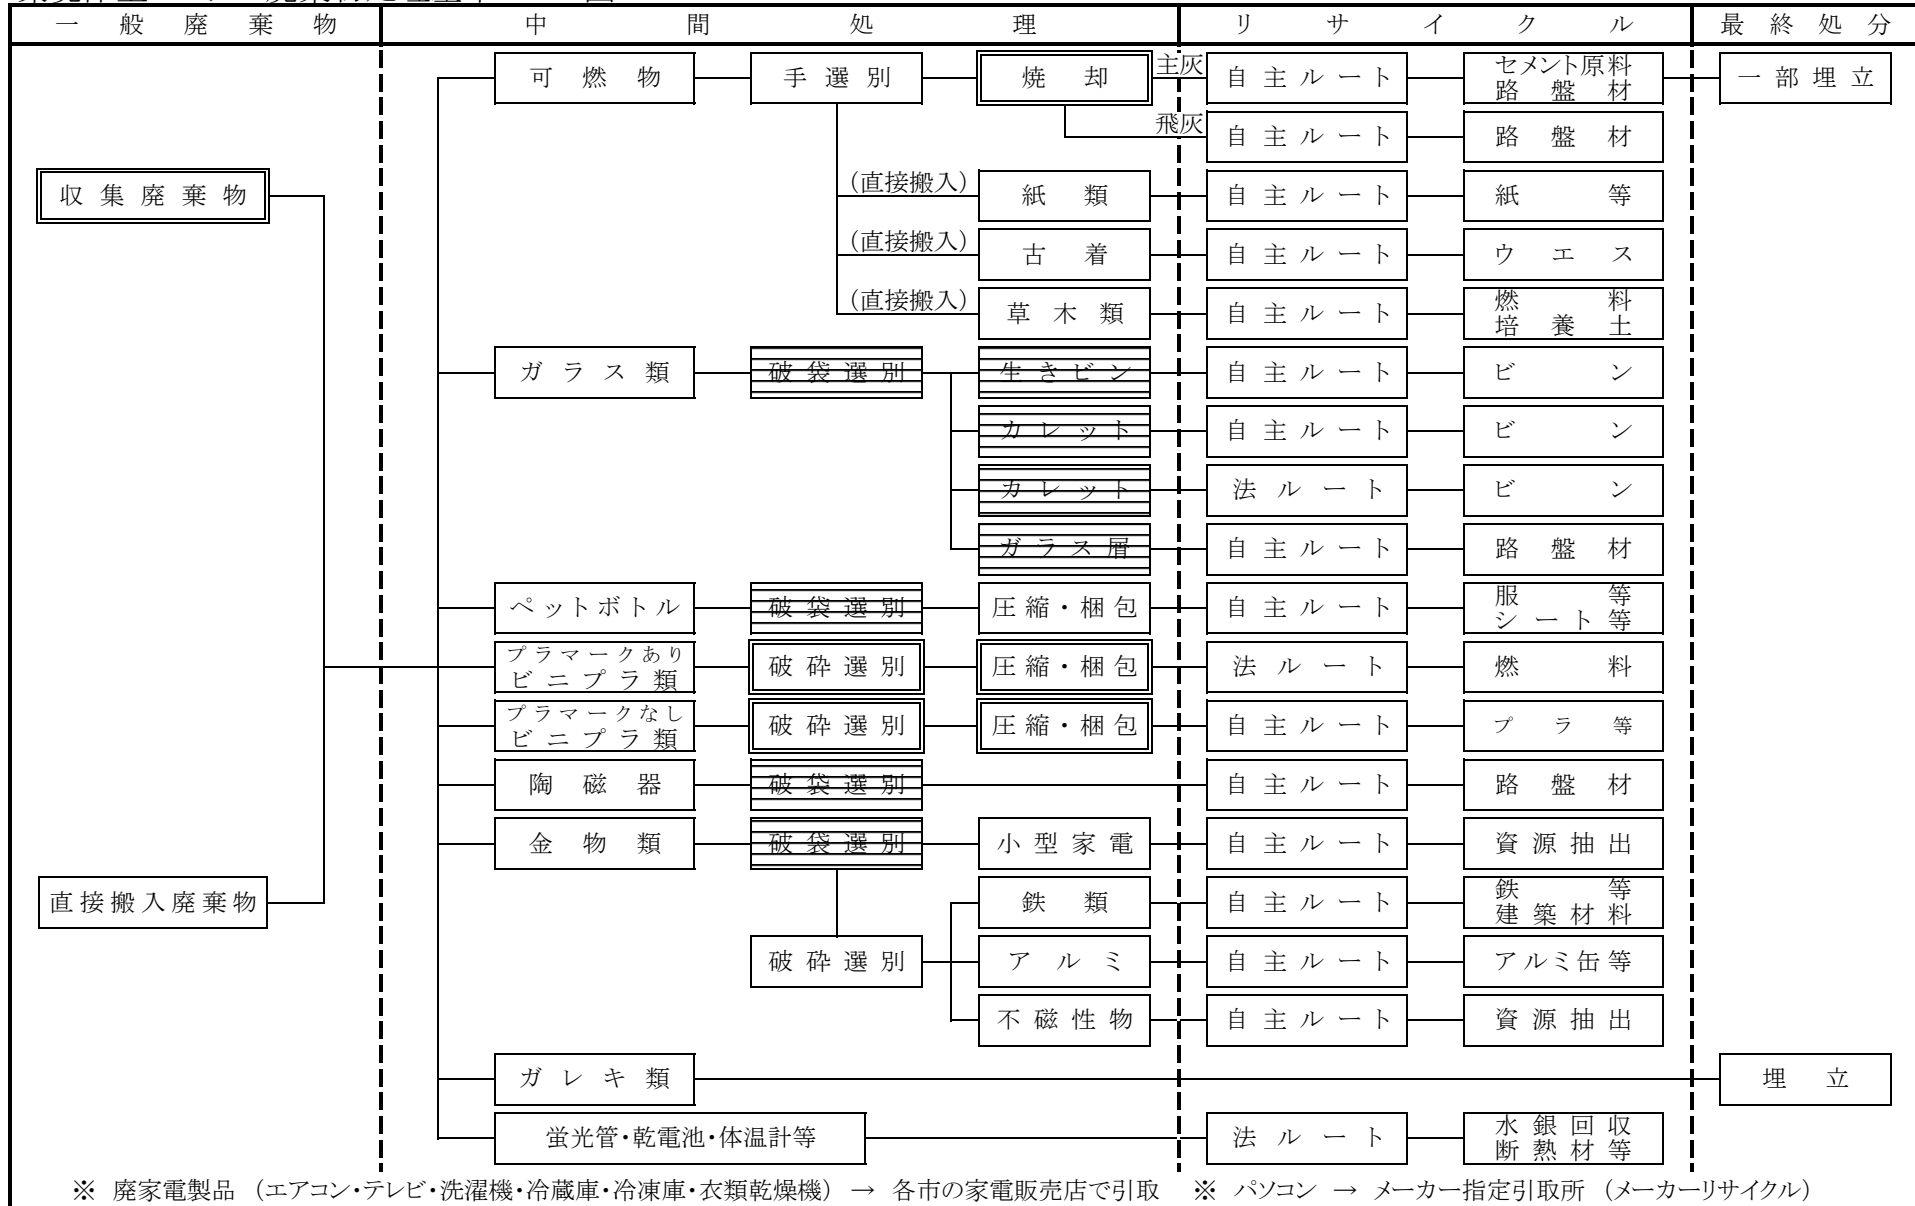 一般廃棄物 中間処理 リサイクル 最終処分
可燃物 手選別 焼却 主灰 自主ルート セメント原料 一部埋立
路盤材
飛灰 自主ルート 路盤材
収集廃棄物 (直接搬入) 紙類 自主ルート 紙等
(直接搬入) 古着 自主ルート ウエス
(直接搬入) 草木類 自主ルート 燃料
培養土
ガラス類 破袋選別 生きビン 自主ルート ビン
カレット 自主ルート ビン
カレット 法ルート ビン
ガラス層 自主ルート 路盤材
ペットボトル 破袋選別 圧縮・梱包 自主ルート 服等
シート等
プラマークあり 破砕選別 圧縮・梱包 法ルート 燃料
ビニプラ類
プラマークなし 破砕選別 圧縮・梱包 自主ルート プラ等
ビニプラ類
陶磁器 破袋選別 自主ルート 路盤材
金物類 破袋選別 小型家電 自主ルート 資源抽出
直接搬入廃棄物 鉄類 自主ルート 鉄等
建築材料
破砕選別 アルミ 自主ルート アルミ缶等
不磁性物 自主ルート 資源抽出
ガレキ類 埋立
蛍光管・乾電池・体温計等 法ルート 水銀回収
断熱材等
※ 廃家電製品 (エアコン・テレビ・洗濯機・冷蔵庫・冷凍庫・衣類乾燥機) → 各市の家電販売店で引取 ※ パソコン → メーカー指定引取所 (メーカーリサイクル)